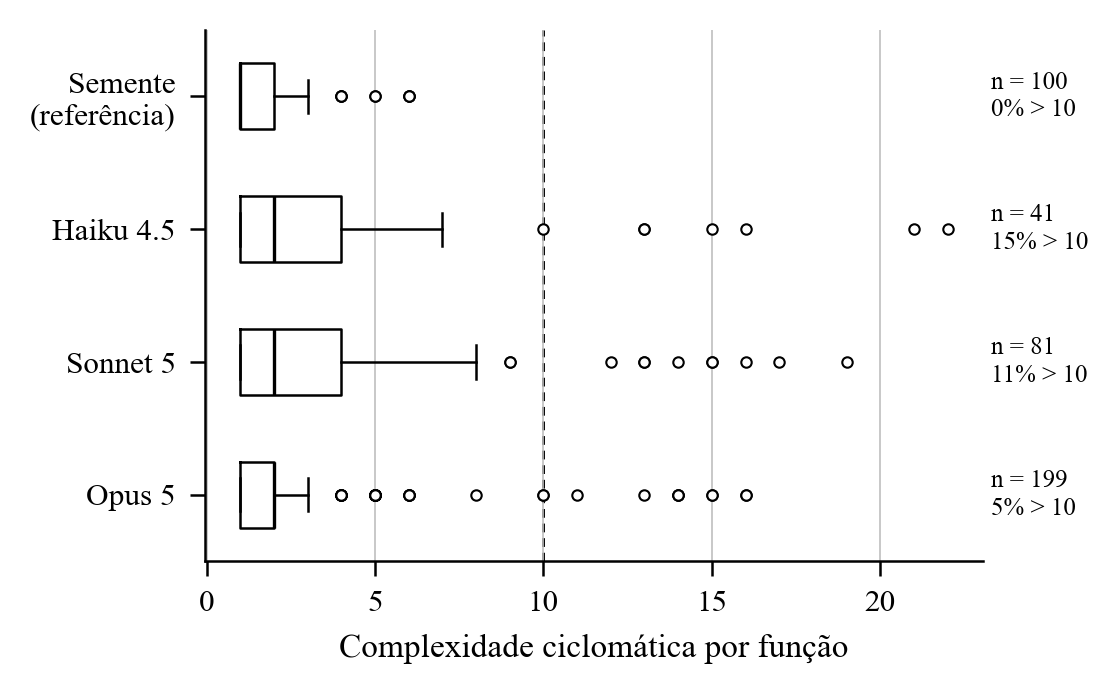 Semente
(referência)
n = 100
0% > 10
Haiku 4.5
n = 41
15% > 10
Sonnet 5
n = 81
11% > 10
Opus 5
n = 199
5% > 10
0 5 10 15 20
Complexidade ciclomática por função